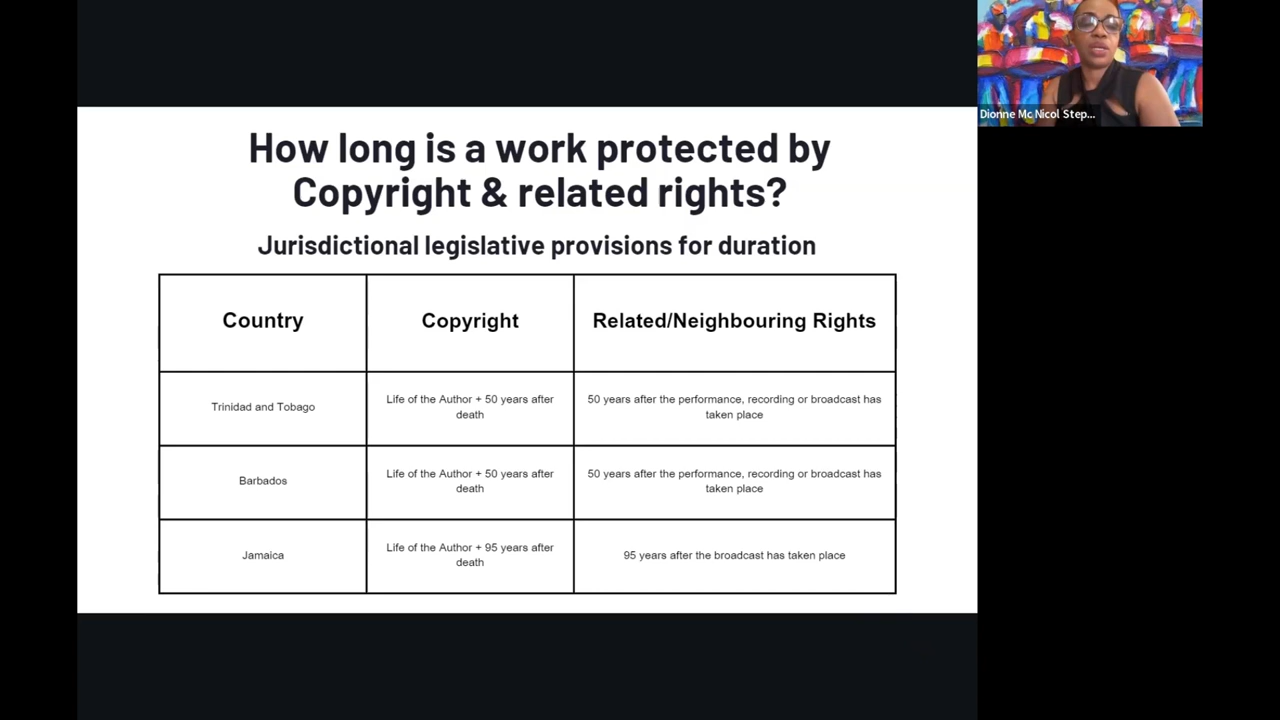 How long is a work protected by
Copyright & related rights?
Jurisdictional legislative provisions for duration
Country
Copyright
Related/Neighbouring Rights
Trinidad and Tobago
Life of the Author + 50 years after
death
50 years after the performance, recording or broadcast has
taken place
Barbados
Life of the Author + 50 years after
death
50 years after the performance, recording or broadcast has
taken place
Jamaica
Life of the Author + 95 years after
death
95 years after the broadcast has taken place
Dionne Mc Nicol Step...